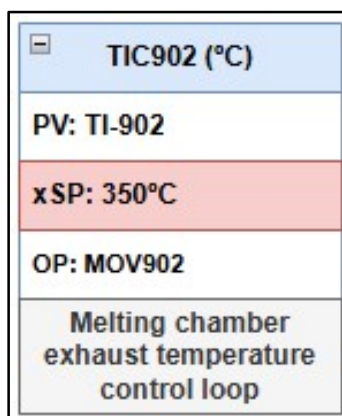 TIC902 (°C)
PV: TI-902
xSP: 350°C
OP: MOV902
Melting chamber
exhaust temperature
control loop